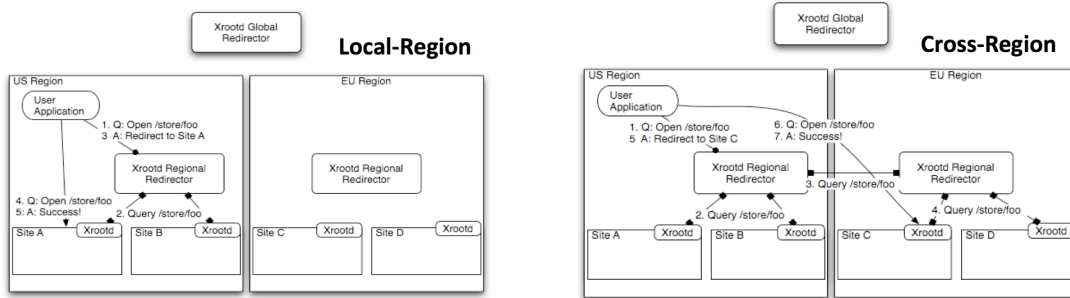 Xrootd Global
Redirector
Local-Region
US Region
EU Region
User
Application
1. Q: Open /store/foo
3 A: Redirect to Site A
Xrootd Regional
Redirector
Xrootd Regional
Redirector
4. Q: Open /store/foo
5: A: Success!
2. Query /store/foo
Site A
Xrootd
Site B
Xrootd
Site C
Xrootd
Site D
Xrootd
Xrootd Global
Redirector
Cross-Region
US Region
EU Region
User
Application
1. Q: Open /store/foo
5 A: Redirect to Site C
6. Q: Open /store/foo
7. A: Success!
Xrootd Regional
Redirector
Xrootd Regional
Redirector
3. Query /store/foo
2. Query /store/foo
4. Query /store/foo
Site A
Xrootd
Site B
Xrootd
Site C
Xrootd
Site D
Xrootd